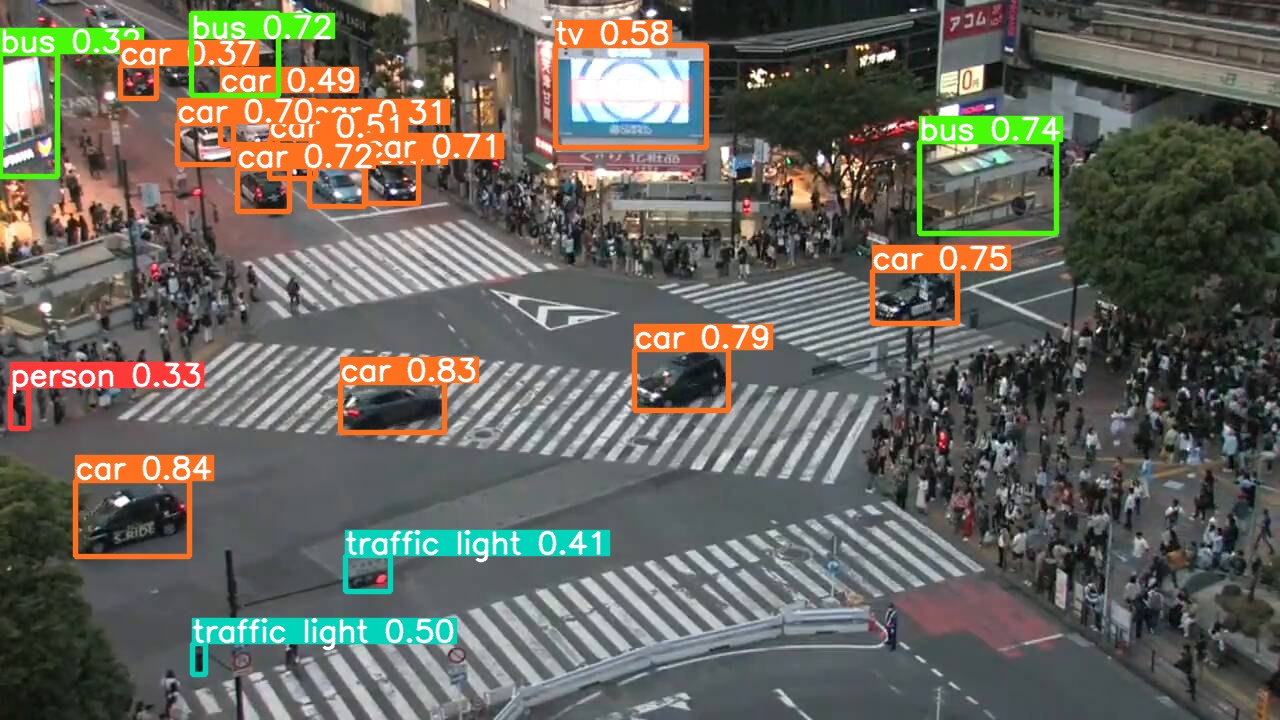 bus 0.32
car 0.37
bus 0.72
tv 0.58
アコム
car 0.49
0円
car 0.70
car 0.31
car 0.51
car 0.71
car 0.72
bus 0.74
car 0.75
car 0.79
person 0.33
car 0.83
car 0.84
S.RIDE
traffic light 0.41
traffic light 0.50